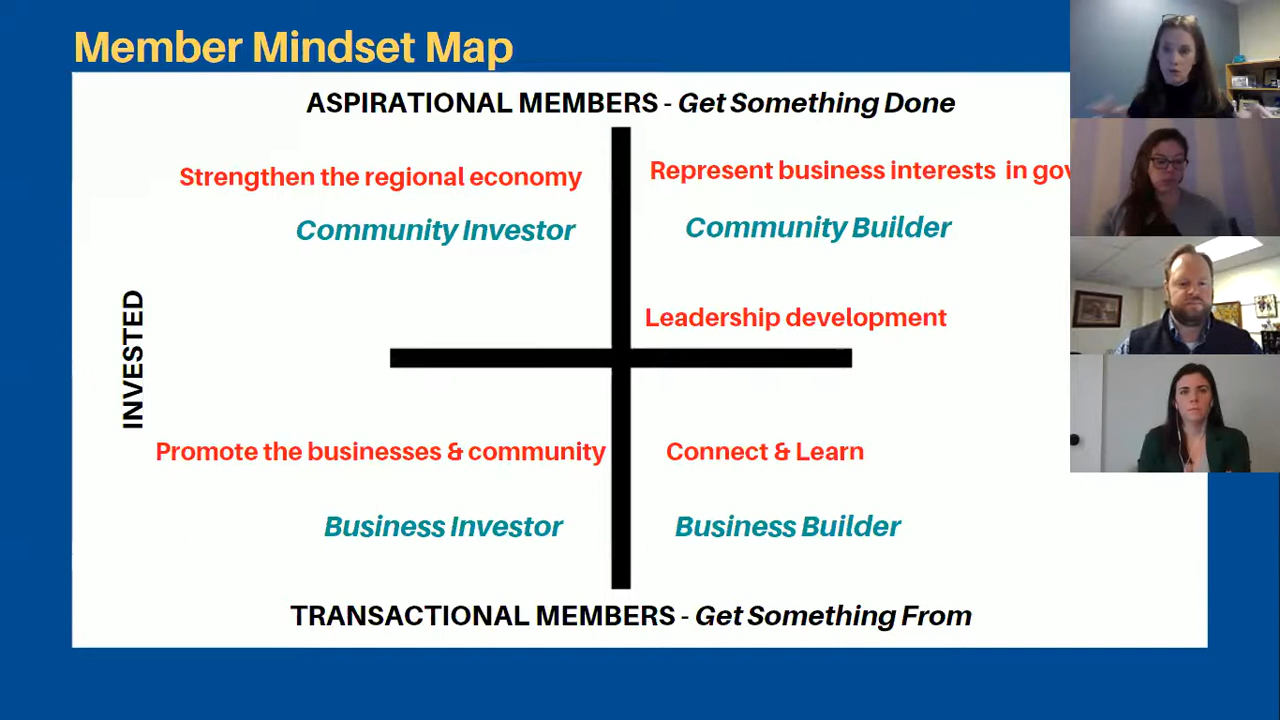 Member Mindset Map
ASPIRATIONAL MEMBERS - Get Something Done
Strengthen the regional economy
Represent business interests in gov
Community Investor
Community Builder
INVESTED
Leadership development
Promote the businesses & community
Connect & Learn
Business Investor
Business Builder
TRANSACTIONAL MEMBERS - Get Something From